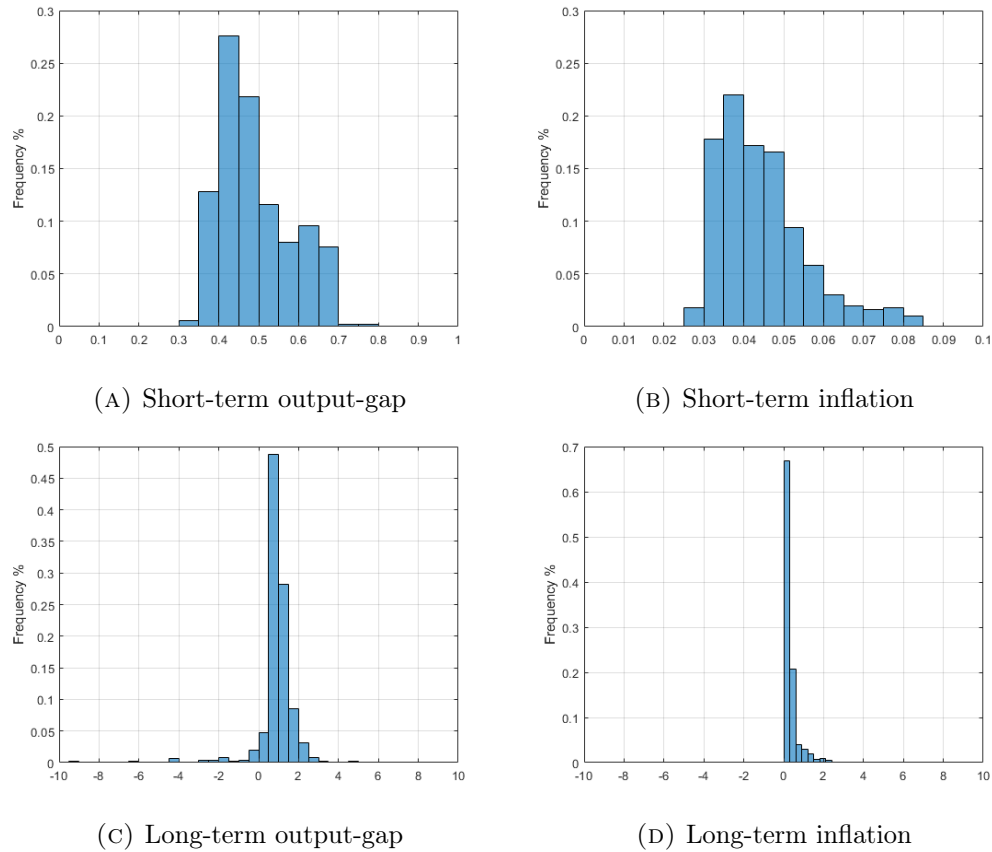 0.3
0.25
0.2
0.15
0.1
0.05
0
Frequency %
0 0.1 0.2 0.3 0.4 0.5 0.6 0.7 0.8 0.9 1
(A) Short-term output-gap
0.3
0.25
0.2
0.15
0.1
0.05
0
Frequency %
0 0.01 0.02 0.03 0.04 0.05 0.06 0.07 0.08 0.09 0.1
(B) Short-term inflation
0.5
0.45
0.4
0.35
0.3
0.25
0.2
0.15
0.1
0.05
0
Frequency %
-10 -8 -6 -4 -2 0 2 4 6 8 10
(C) Long-term output-gap
0.7
0.6
0.5
0.4
0.3
0.2
0.1
0
Frequency %
-10 -8 -6 -4 -2 0 2 4 6 8 10
(D) Long-term inflation